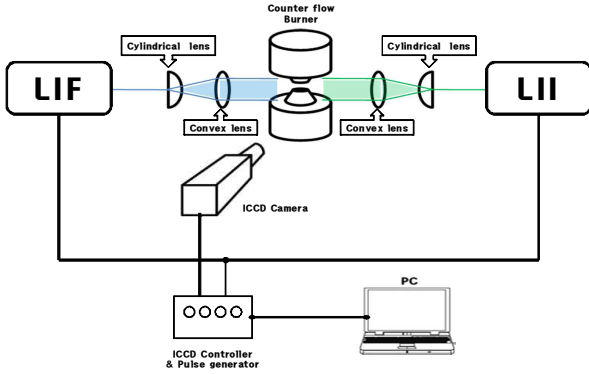 Counter flow
Burner
Cylindrical lens
Cylindrical lens
LIF
LII
Convex lens
Convex lens
ICCD Camera
PC
ICCD Controller
& Pulse generator